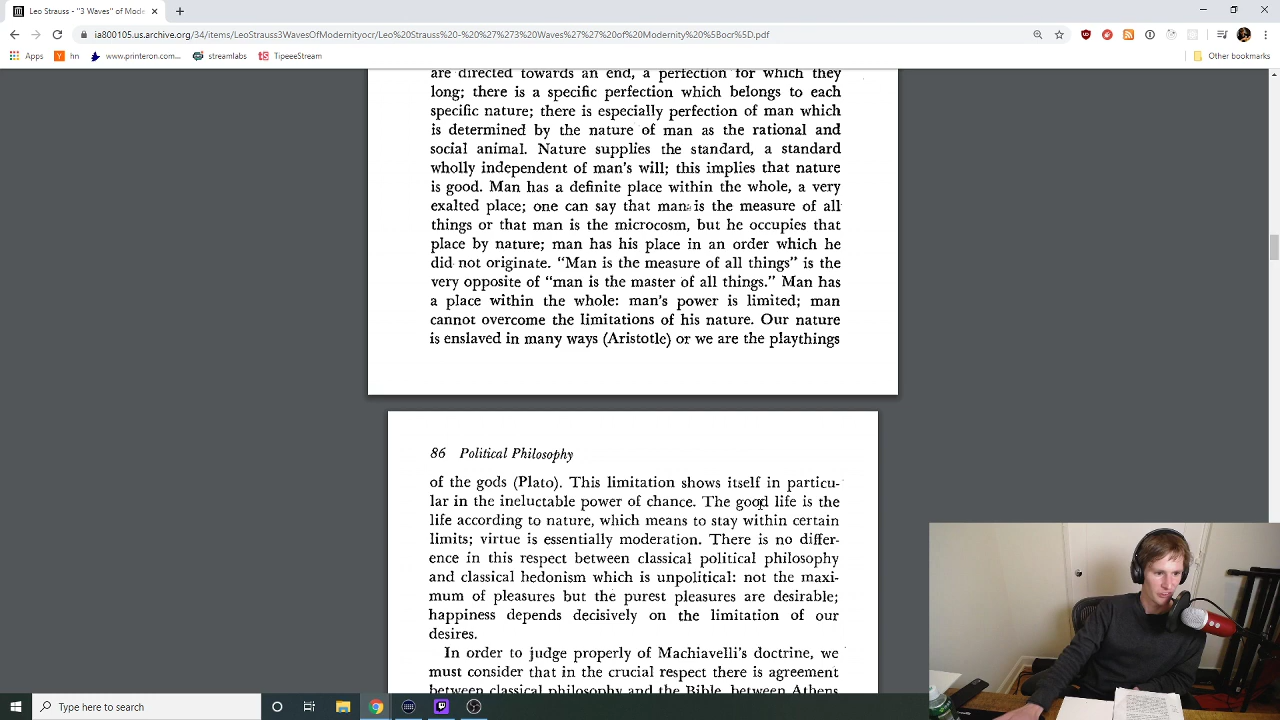 Leo Strauss - "3 Waves" of Mode
ia800105.us.archive.org/34/items/LeoStrauss3WavesOfModernityocr/Leo%20Strauss%20-%20%27%273%20Waves%27%27%20of%20Modernity%20%5Bocr%5D.pdf
Apps hn www.printeron.com... streamlabs TipeeeStream Other bookmarks
are directed towards an end, a perfection for which they
long; there is a specific perfection which belongs to each
specific nature; there is especially perfection of man which
is determined by the nature of man as the rational and
social animal. Nature supplies the standard, a standard
wholly independent of man's will; this implies that nature
is good. Man has a definite place within the whole, a very
exalted place; one can say that man is the measure of all
things or that man is the microcosm, but he occupies that
place by nature; man has his place in an order which he
did not originate. "Man is the measure of all things" is the
very opposite of "man is the master of all things." Man has
a place within the whole: man's power is limited; man
cannot overcome the limitations of his nature. Our nature
is enslaved in many ways (Aristotle) or we are the playthings
86 Political Philosophy
of the gods (Plato). This limitation shows itself in particu-
lar in the ineluctable power of chance. The good life is the
life according to nature, which means to stay within certain
limits; virtue is essentially moderation. There is no differ-
ence in this respect between classical political philosophy
and classical hedonism which is unpolitical: not the maxi-
mum of pleasures but the purest pleasures are desirable;
happiness depends decisively on the limitation of our
desires.
In order to judge properly of Machiavelli's doctrine, we
must consider that in the crucial respect there is agreement
between classical philosophy and the Bible, between Athens
Type here to search